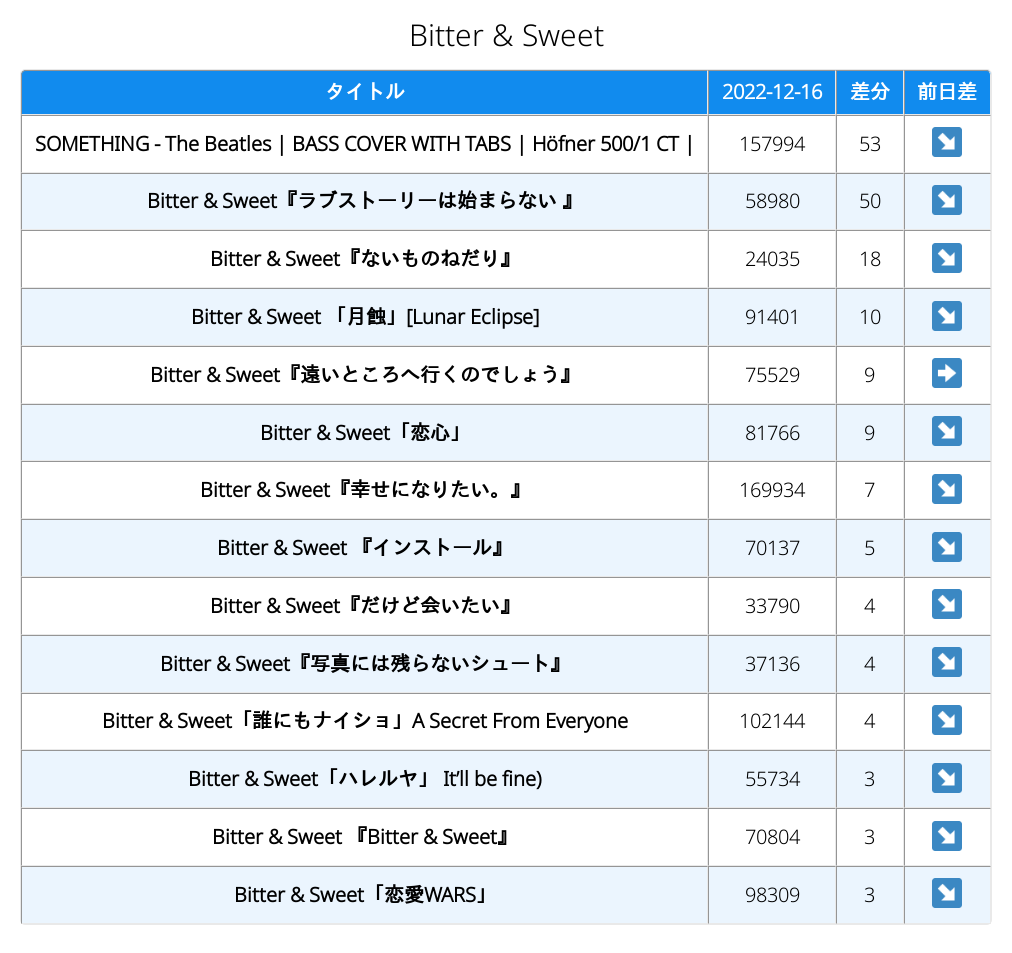 Bitter & Sweet
タイトル 2022-12-16 差分 前日差
SOMETHING - The Beatles | BASS COVER WITH TABS | Höfner 500/1 CT | 157994 53 ↘
Bitter & Sweet『ラブストーリーは始まらない 』 58980 50 ↘
Bitter & Sweet『ないものねだり』 24035 18 ↘
Bitter & Sweet 「月蝕」[Lunar Eclipse] 91401 10 ↘
Bitter & Sweet『遠いところへ行くのでしょう』 75529 9 ➡
Bitter & Sweet「恋心」 81766 9 ↘
Bitter & Sweet『幸せになりたい。』 169934 7 ↘
Bitter & Sweet 『インストール』 70137 5 ↘
Bitter & Sweet『だけど会いたい』 33790 4 ↘
Bitter & Sweet『写真には残らないシュート』 37136 4 ↘
Bitter & Sweet「誰にもナイショ」A Secret From Everyone 102144 4 ↘
Bitter & Sweet「ハレルヤ」 It’ll be fine) 55734 3 ↘
Bitter & Sweet 『Bitter & Sweet』 70804 3 ↘
Bitter & Sweet「恋愛WARS」 98309 3 ↘